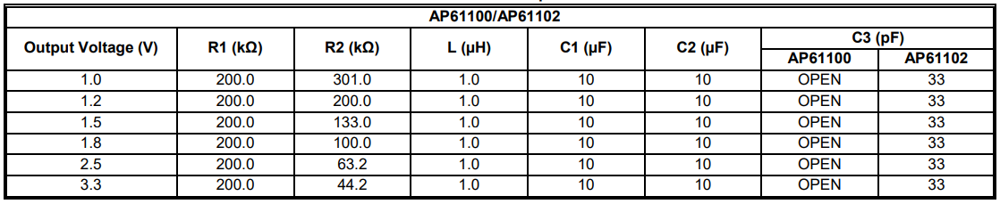 AP61100/AP61102
Output Voltage (V) R1 (kΩ) R2 (kΩ) L (µH) C1 (µF) C2 (µF) C3 (pF)
AP61100 AP61102
1.0 200.0 301.0 1.0 10 10 OPEN 33
1.2 200.0 200.0 1.0 10 10 OPEN 33
1.5 200.0 133.0 1.0 10 10 OPEN 33
1.8 200.0 100.0 1.0 10 10 OPEN 33
2.5 200.0 63.2 1.0 10 10 OPEN 33
3.3 200.0 44.2 1.0 10 10 OPEN 33